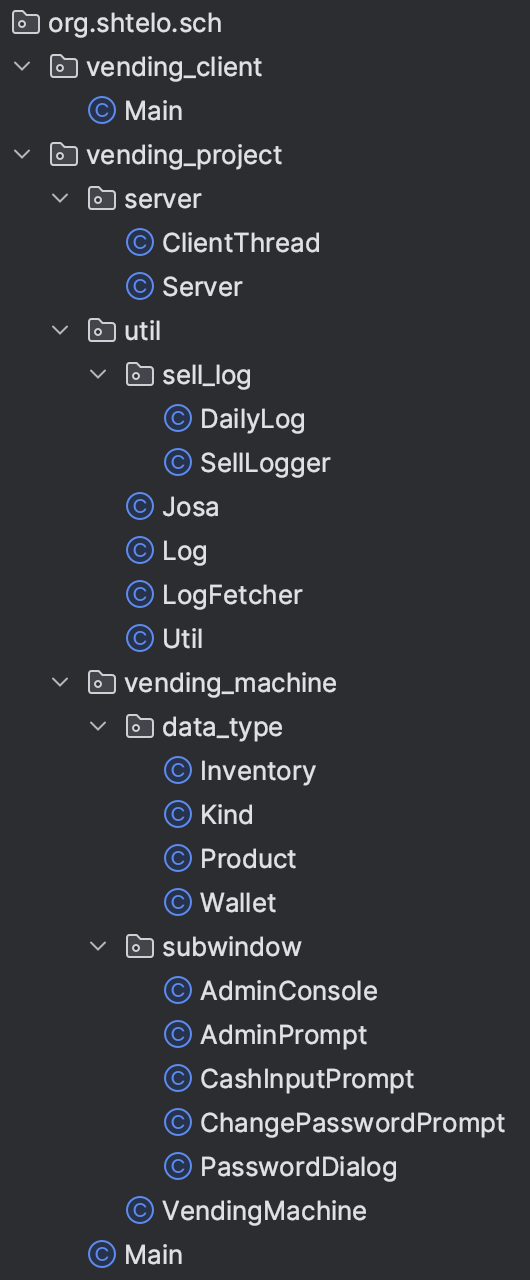 org.shtelo.sch
vending_client
Main
vending_project
server
ClientThread
Server
util
sell_log
DailyLog
SellLogger
Josa
Log
LogFetcher
Util
vending_machine
data_type
Inventory
Kind
Product
Wallet
subwindow
AdminConsole
AdminPrompt
CashInputPrompt
ChangePasswordPrompt
PasswordDialog
VendingMachine
Main